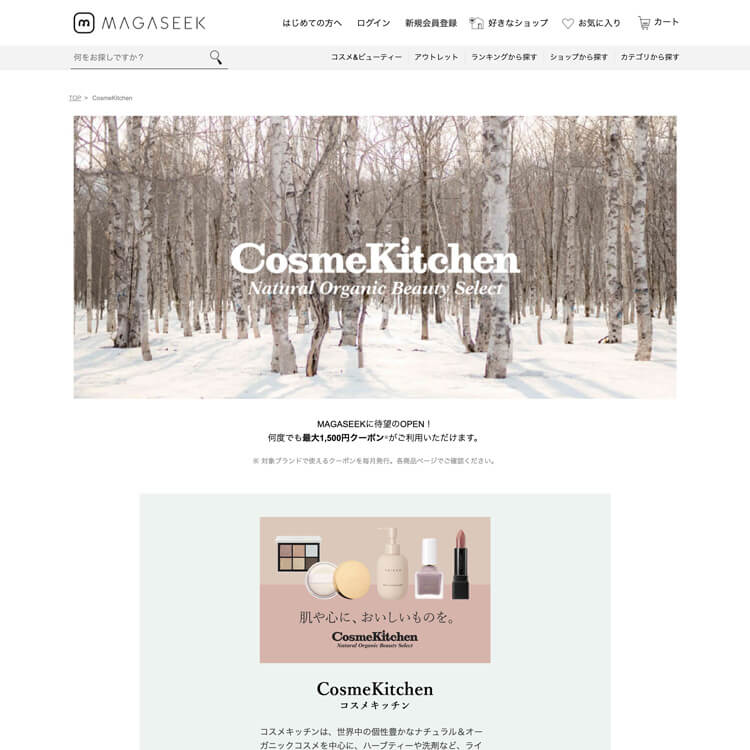 MAGASEEK
はじめての方へ ログイン 新規会員登録 好きなショップ お気に入り カート
何をお探しですか？
コスメ&ビューティー アウトレット ランキングから探す ショップから探す カテゴリから探す
TOP > CosmeKitchen
CosmeKitchen
Natural Organic Beauty Select
MAGASEEKに待望のOPEN！
何度でも最大1,500円クーポン※がご利用いただけます。
※ 対象ブランドで使えるクーポンを毎月発行。各商品ページでご確認ください。
肌や心に、おいしいものを。
CosmeKitchen
Natural Organic Beauty Select
CosmeKitchen
コスメキッチン
コスメキッチンは、世界中の個性豊かなナチュラル＆オー
ガニックコスメを中心に、ハーブティーや洗剤など、ライ